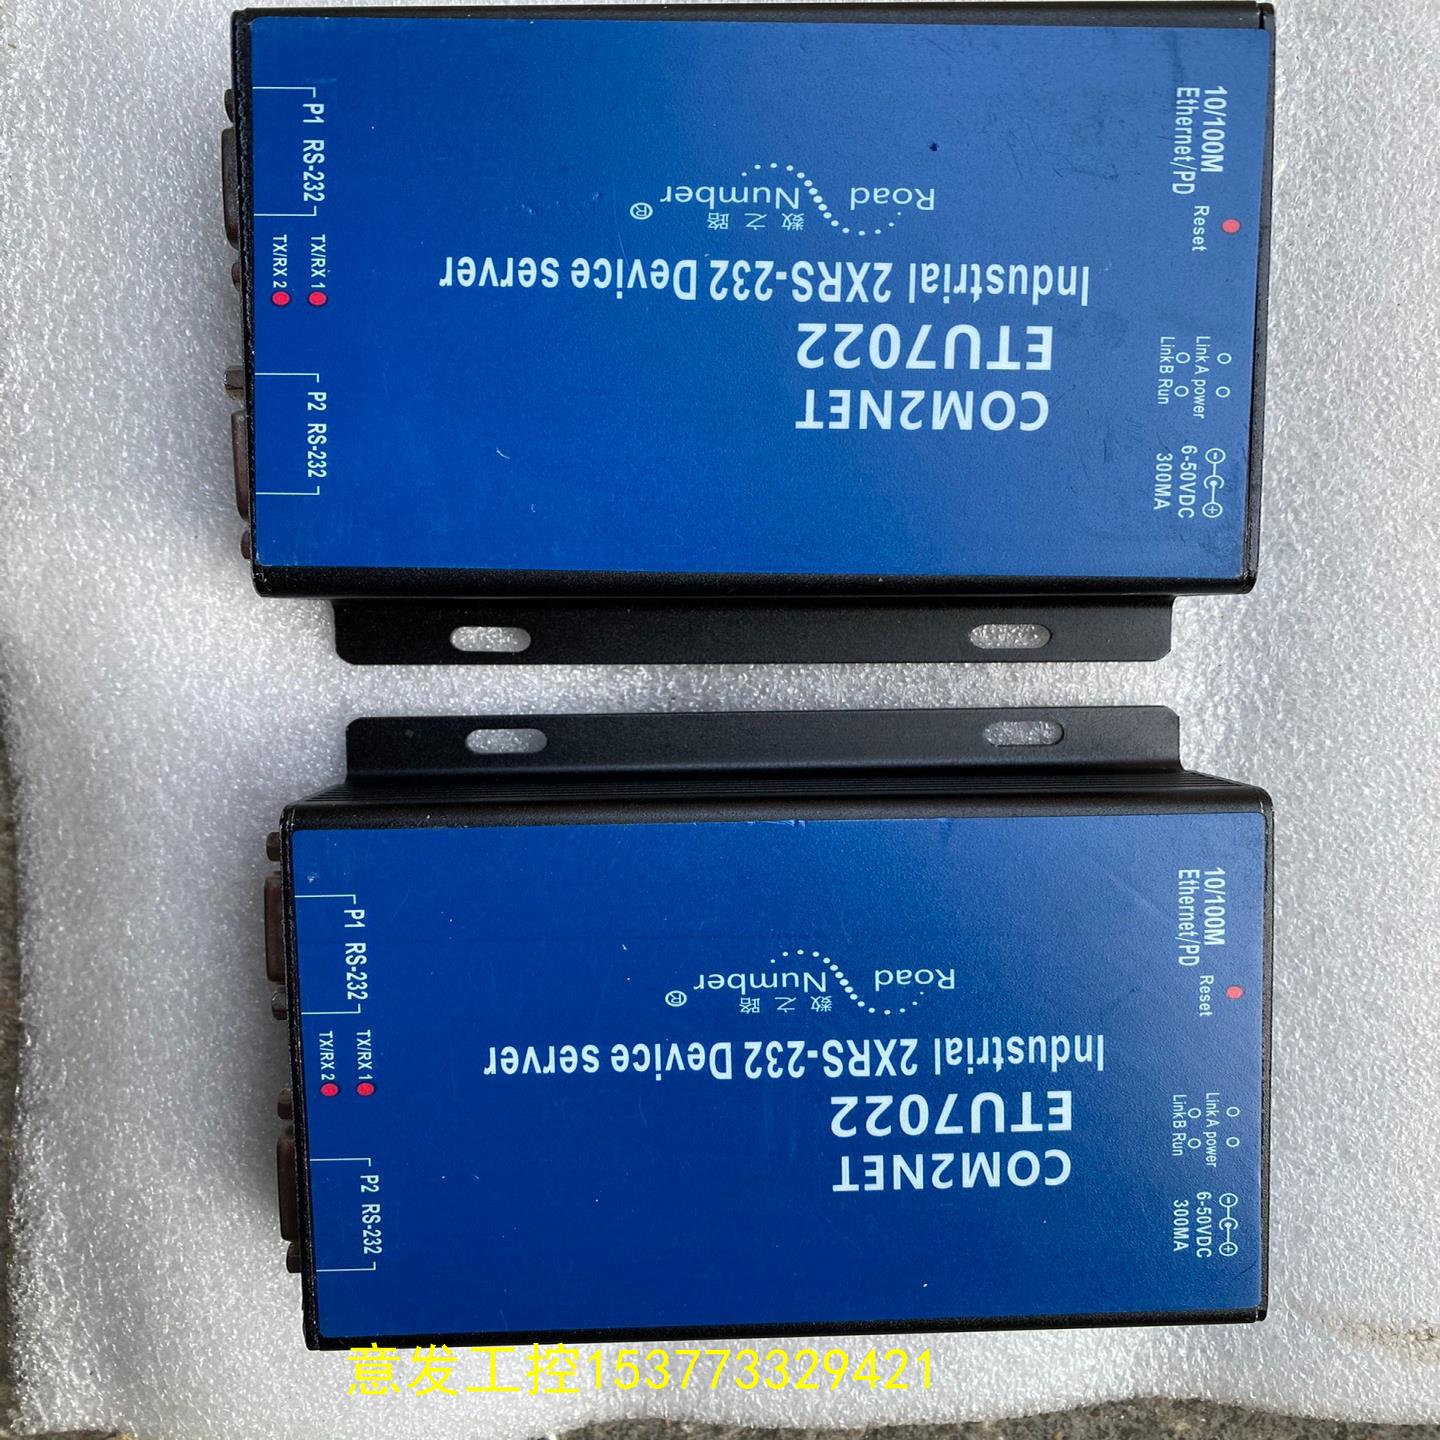 COM2NET
ETU7022
Industrial 2XRS-232 Device server
数之路
Road Number®
P1 RS-232
TX/RX 1
TX/RX 2
P2 RS-232
10/100M
Ethernet/PD
Reset
Link A power
Link B Run
6-50VDC
300MA
COM2NET
ETU7022
Industrial 2XRS-232 Device server
数之路
Road Number®
P1 RS-232
TX/RX 1
TX/RX 2
P2 RS-232
10/100M
Ethernet/PD
Reset
Link A power
Link B Run
6-50VDC
300MA
意发工控153773329421